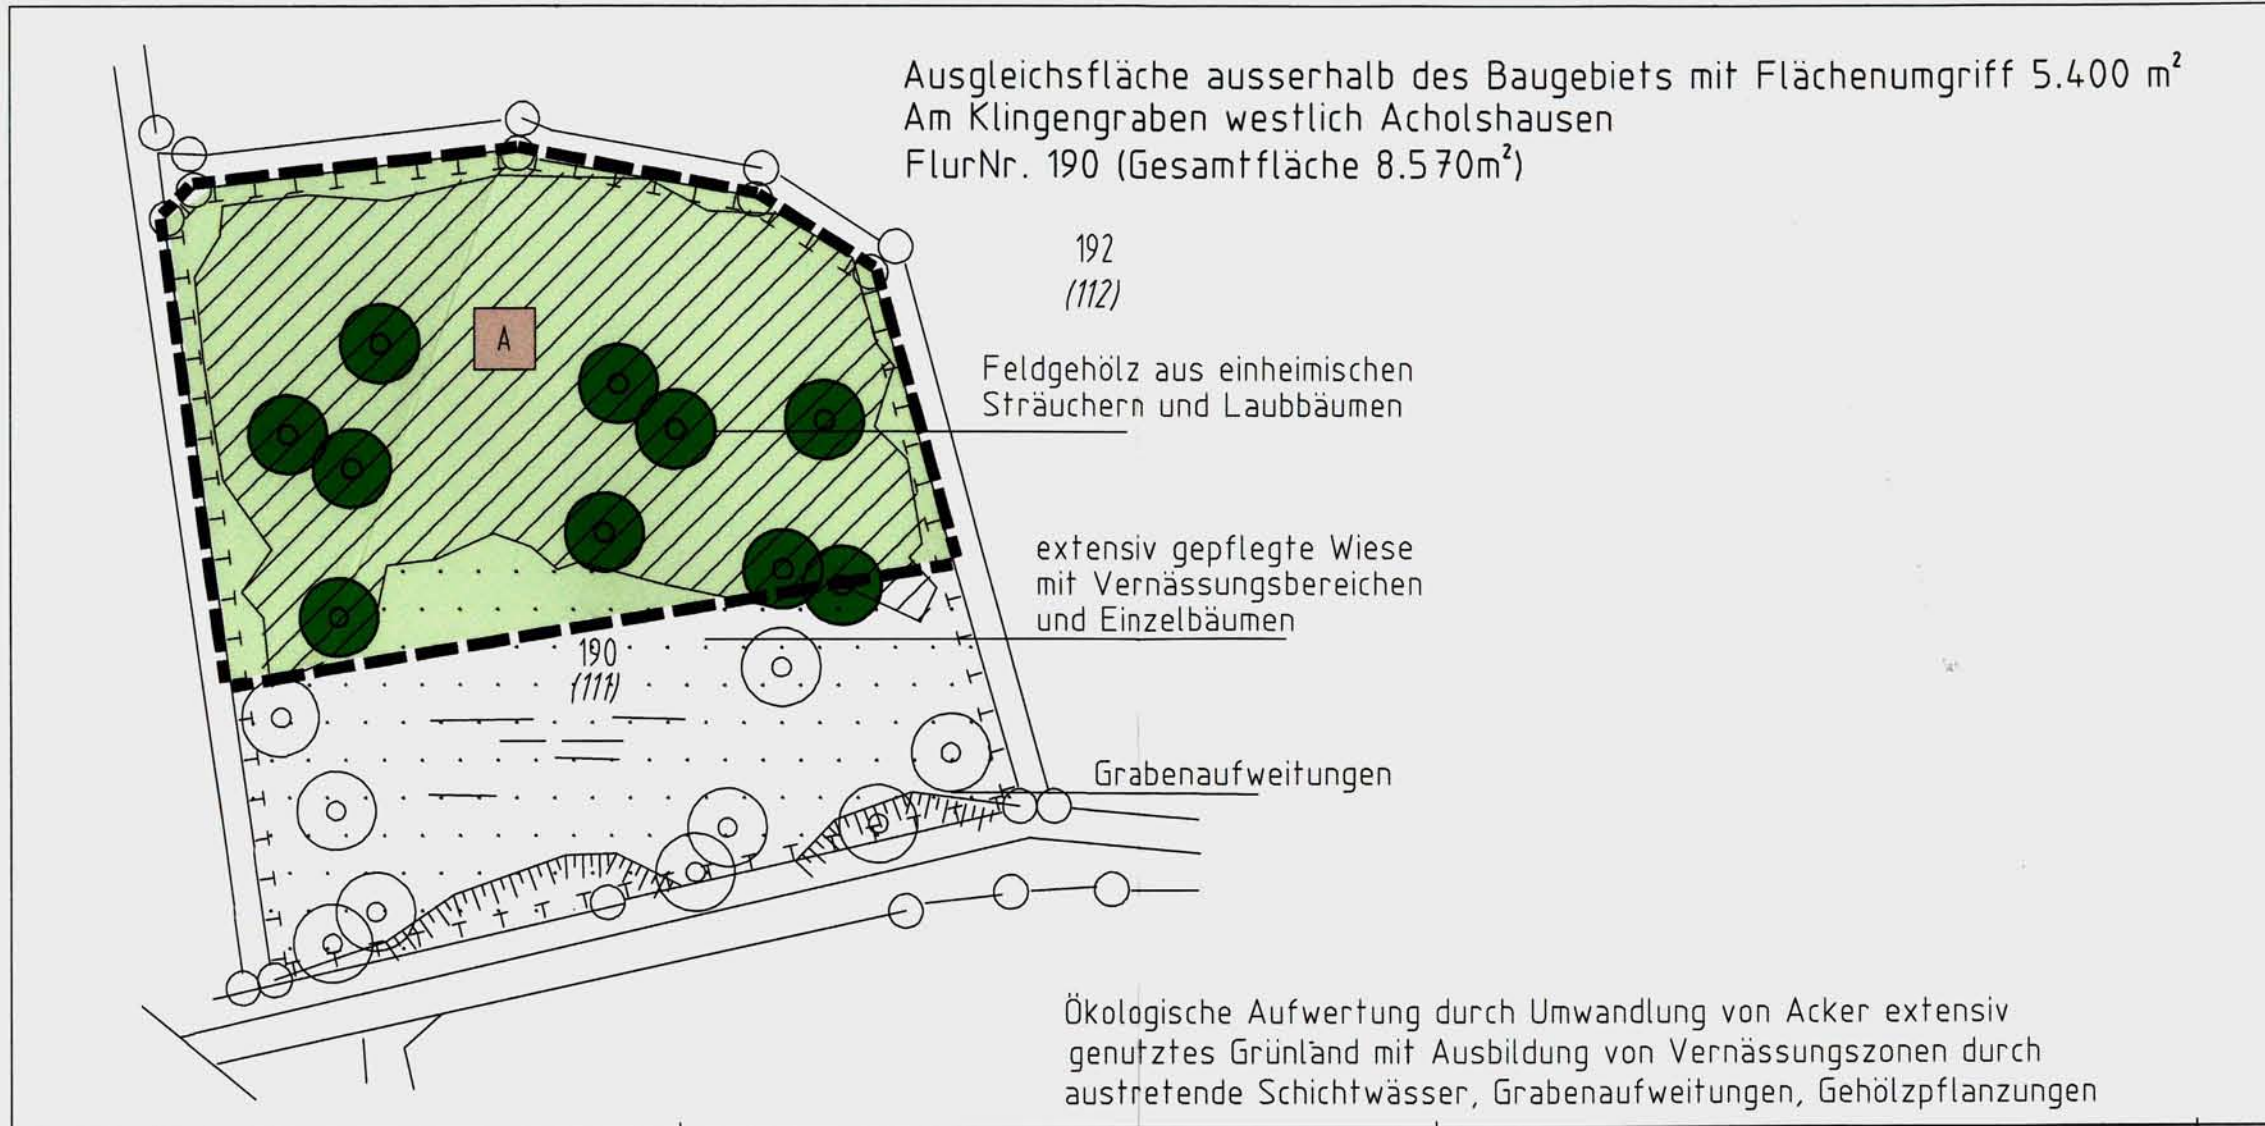 Ausgleichsfläche ausserhalb des Baugebiets mit Flächenumgriff 5.400 m²
Am Klingengraben westlich Acholshausen
FlurNr. 190 (Gesamtfläche 8.570m²)
192
(112)
A
Feldgehölz aus einheimischen
Sträuchern und Laubbäumen
extensiv gepflegte Wiese
mit Vernässungsbereichen
und Einzelbäumen
190
(111)
Grabenaufweitungen
Ökologische Aufwertung durch Umwandlung von Acker extensiv
genutztes Grünland mit Ausbildung von Vernässungszonen durch
austretende Schichtwässer, Grabenaufweitungen, Gehölzpflanzungen